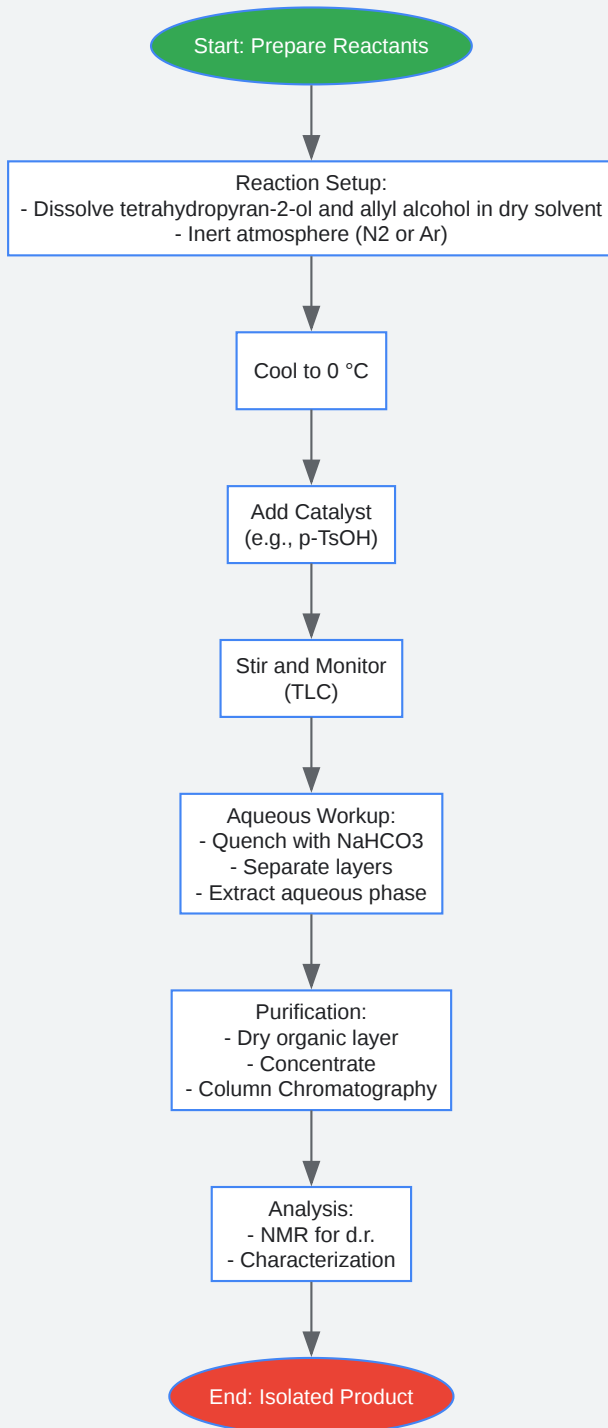 Start: Prepare Reactants
Reaction Setup:
- Dissolve tetrahydropyran-2-ol and allyl alcohol in dry solvent
- Inert atmosphere (N2 or Ar)
Cool to 0 °C
Add Catalyst
(e.g., p-TsOH)
Stir and Monitor
(TLC)
Aqueous Workup:
- Quench with NaHCO3
- Separate layers
- Extract aqueous phase
Purification:
- Dry organic layer
- Concentrate
- Column Chromatography
Analysis:
- NMR for d.r.
- Characterization
End: Isolated Product